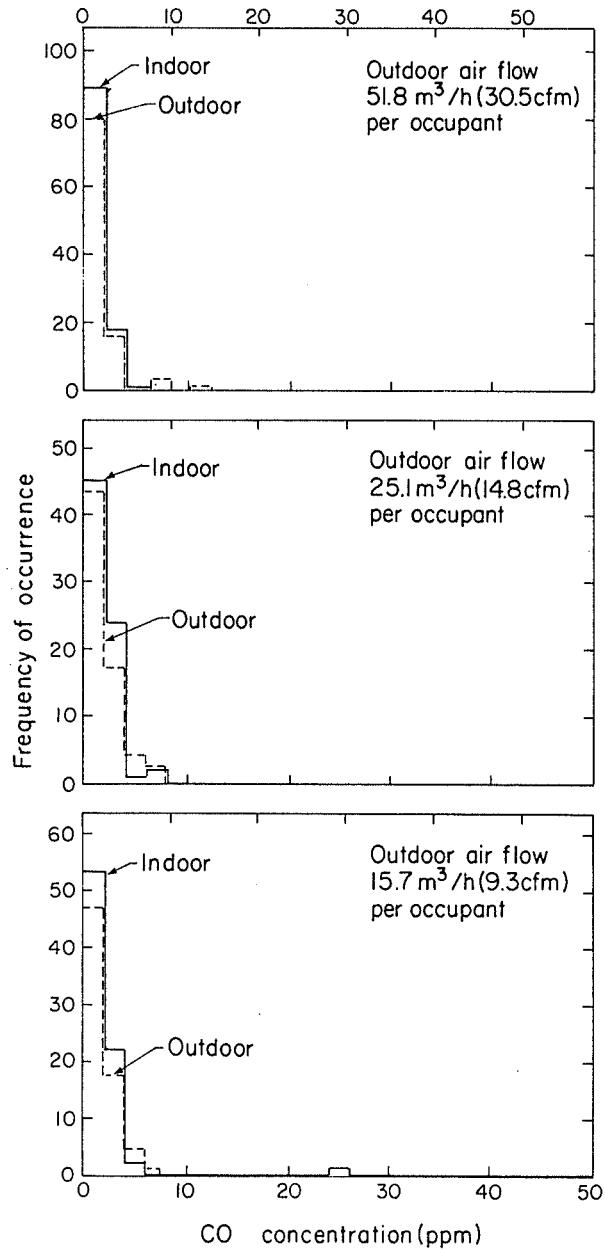 0 10 20 30 40 50
100
80
60
40
20
0
Indoor
Outdoor
Outdoor air flow
51.8 m³/h (30.5cfm)
per occupant
50
40
30
20
10
0
Indoor
Outdoor
Outdoor air flow
25.1 m³/h (14.8cfm)
per occupant
Frequency of occurrence
60
50
40
30
20
10
0
Indoor
Outdoor
Outdoor air flow
15.7 m³/h (9.3cfm)
per occupant
0 10 20 30 40 50
CO concentration (ppm)